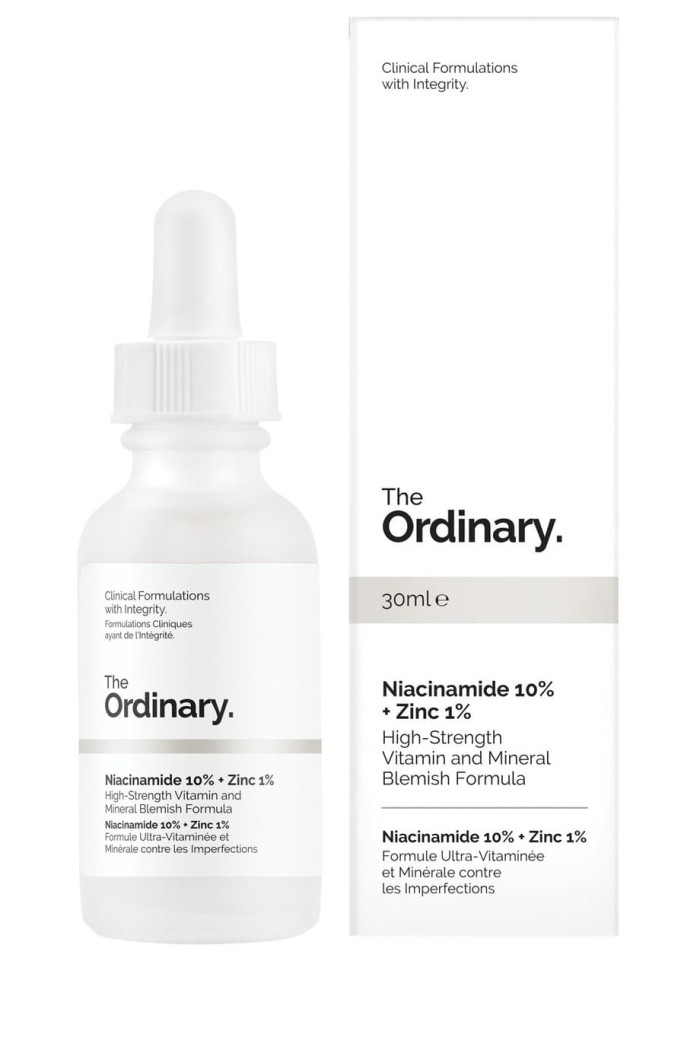 Clinical Formulations
with Integrity.
Formulations Cliniques
ayant de l'Intégrité.
The
Ordinary.
Niacinamide 10% + Zinc 1%
High-Strength Vitamin and
Mineral Blemish Formula
Niacinamide 10% + Zinc 1%
Formule Ultra-Vitaminée et
Minérale contre les Imperfections
Clinical Formulations
with Integrity.
The
Ordinary.
30ml ℮
Niacinamide 10%
+ Zinc 1%
High-Strength
Vitamin and Mineral
Blemish Formula
Niacinamide 10% + Zinc 1%
Formule Ultra-Vitaminée
et Minérale contre
les Imperfections